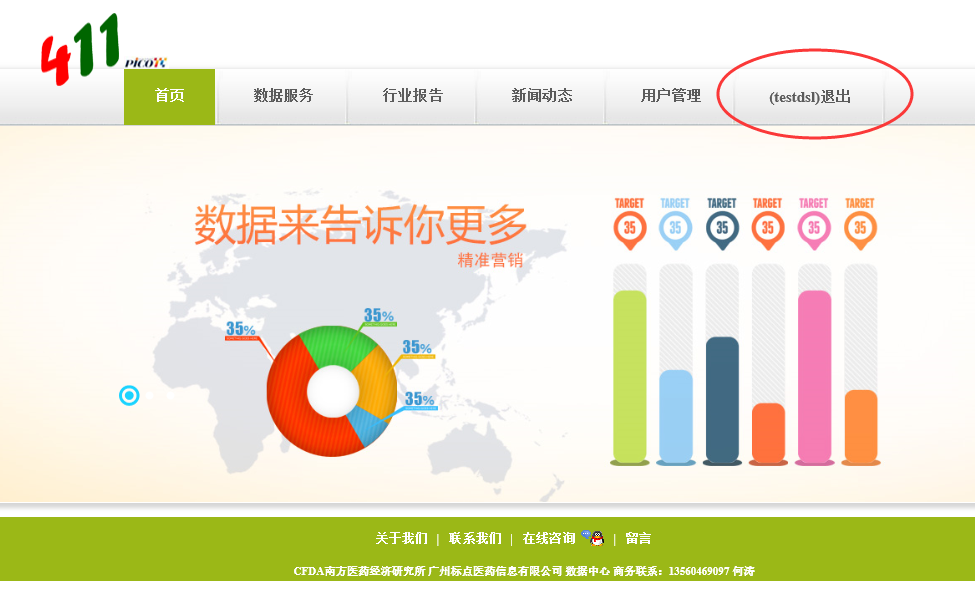 411
PICO
首页 数据服务 行业报告 新闻动态 用户管理 (testdsl)退出
数据来告诉你更多
精准营销
TARGET TARGET TARGET TARGET TARGET TARGET
35 35 35 35 35 35
35%
35%
35%
35%
关于我们 | 联系我们 | 在线咨询 | 留言
CFDA南方医药经济研究所 广州标点医药信息有限公司 数据中心 商务联系：13560469097 何涛